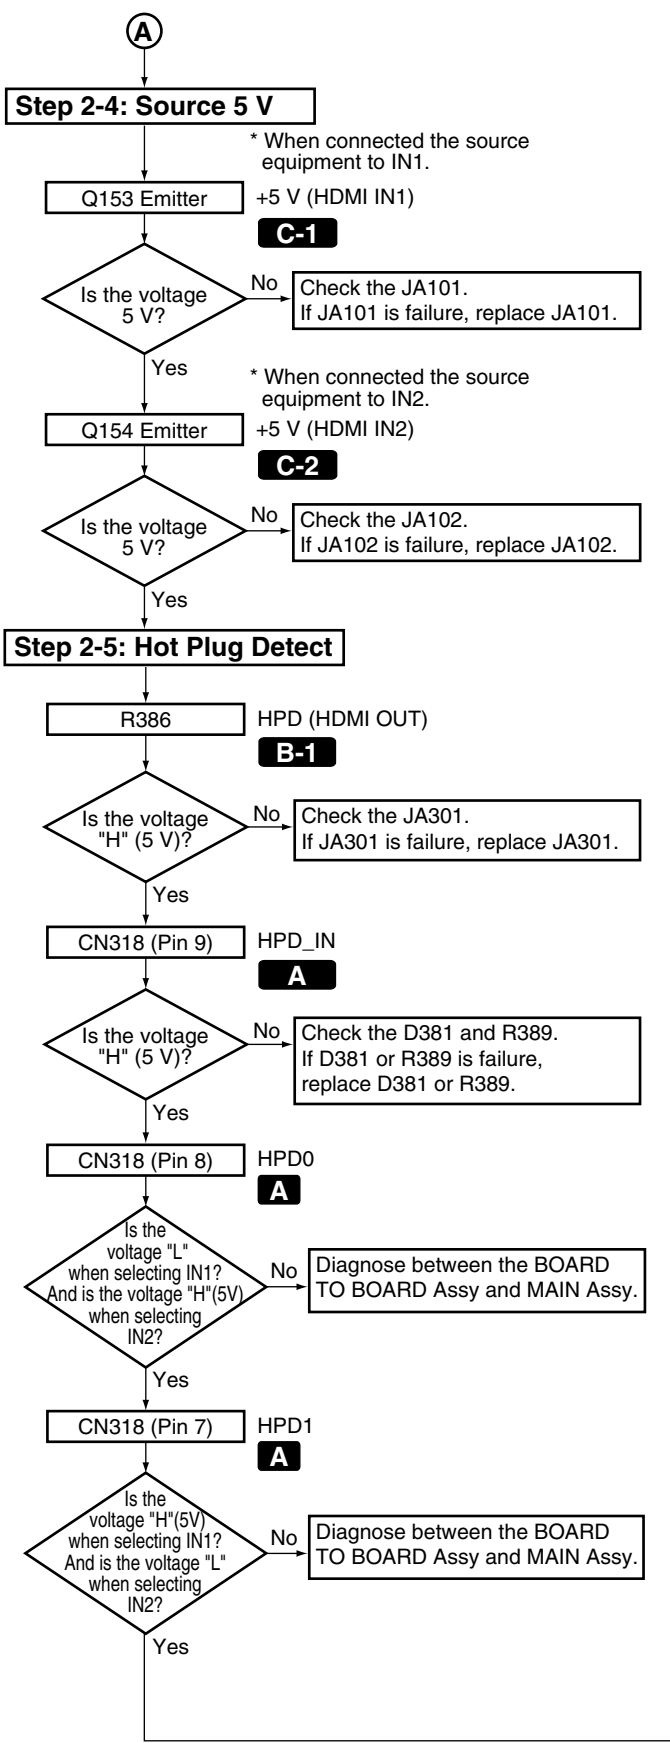 A
Step 2-4: Source 5 V
* When connected the source
equipment to IN1.
Q153 Emitter
+5 V (HDMI IN1)
C-1
Is the voltage
5 V?
No
Check the JA101.
If JA101 is failure, replace JA101.
Yes
* When connected the source
equipment to IN2.
Q154 Emitter
+5 V (HDMI IN2)
C-2
Is the voltage
5 V?
No
Check the JA102.
If JA102 is failure, replace JA102.
Yes
Step 2-5: Hot Plug Detect
R386
HPD (HDMI OUT)
B-1
Is the voltage
"H" (5 V)?
No
Check the JA301.
If JA301 is failure, replace JA301.
Yes
CN318 (Pin 9)
HPD_IN
A
Is the voltage
"H" (5 V)?
No
Check the D381 and R389.
If D381 or R389 is failure,
replace D381 or R389.
Yes
CN318 (Pin 8)
HPD0
A
Is the
voltage "L"
when selecting IN1?
And is the voltage "H"(5V)
when selecting
IN2?
No
Diagnose between the BOARD
TO BOARD Assy and MAIN Assy.
Yes
CN318 (Pin 7)
HPD1
A
Is the
voltage "H"(5V)
when selecting IN1?
And is the voltage "L"
when selecting
IN2?
No
Diagnose between the BOARD
TO BOARD Assy and MAIN Assy.
Yes